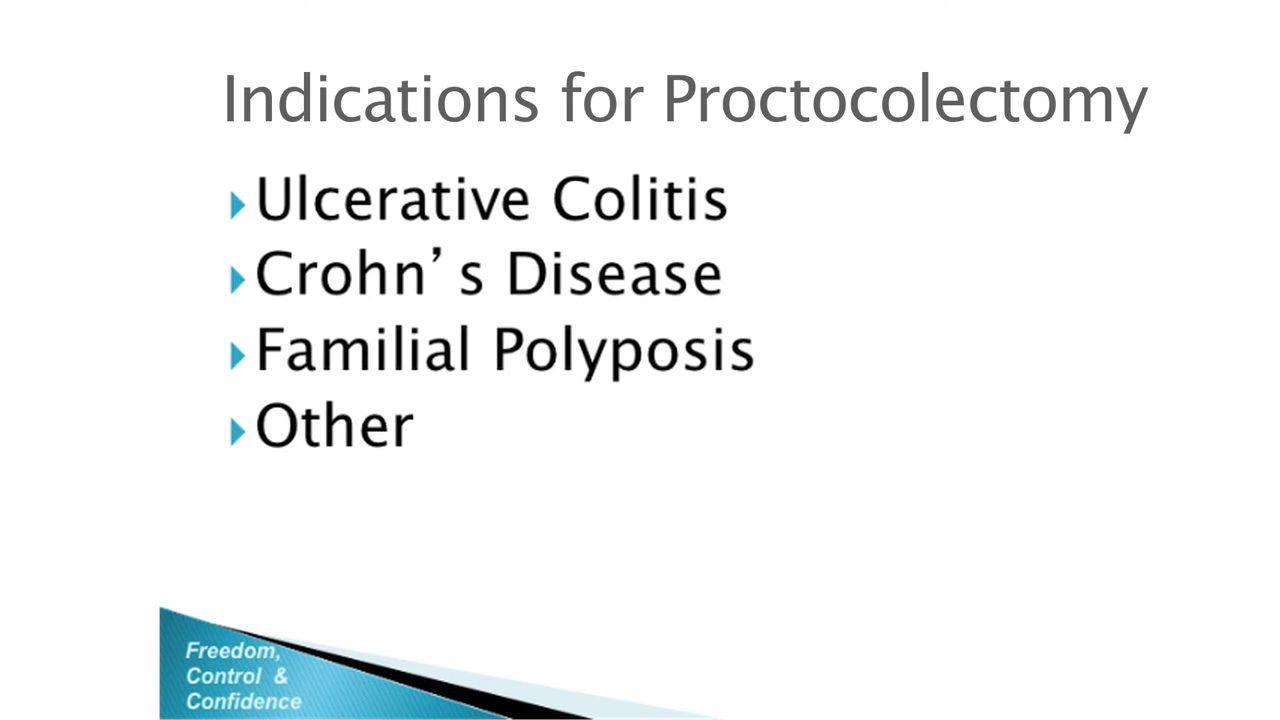 Indications for Proctocolectomy
Ulcerative Colitis
Crohn’s Disease
Familial Polyposis
Other
Freedom,
Control &
Confidence